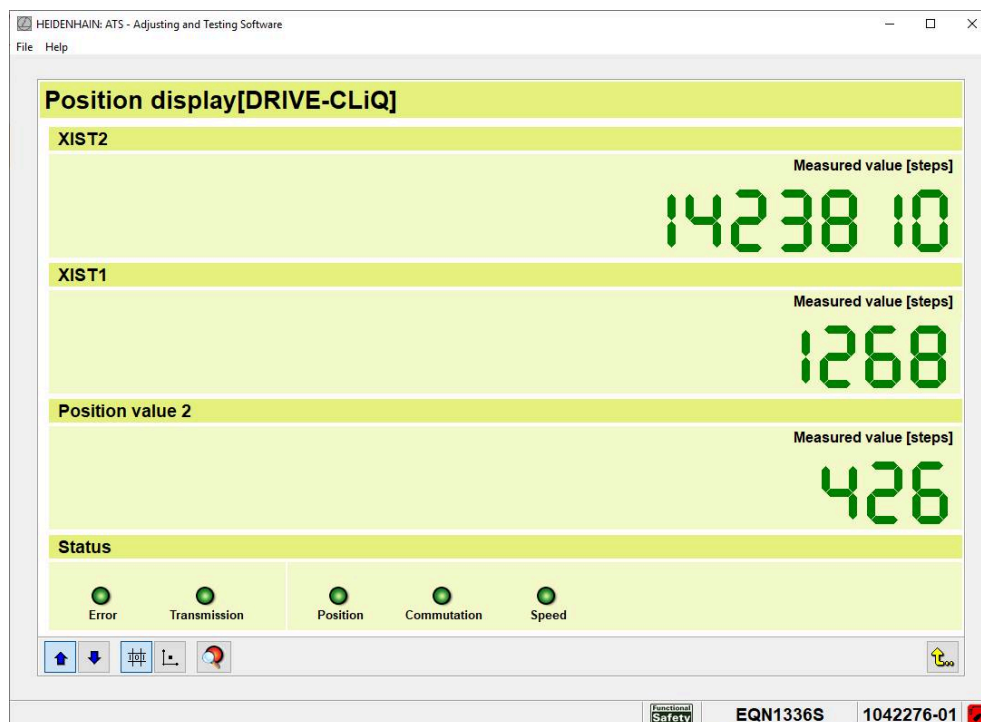 HEIDENHAIN: ATS - Adjusting and Testing Software
File Help
Position display[DRIVE-CLiQ]
XIST2
Measured value [steps]
14238 10
XIST1
Measured value [steps]
1268
Position value 2
Measured value [steps]
426
Status
Error Transmission Position Commutation Speed
Functional
Safety EQN1336S 1042276-01